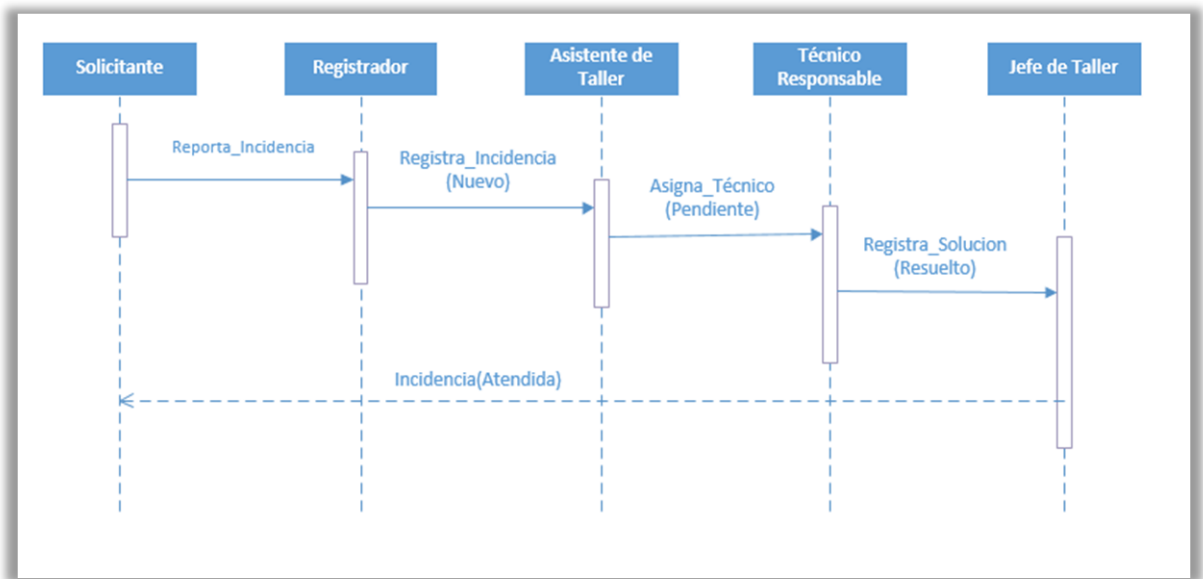 Solicitante
Registrador
Asistente de
Taller
Técnico
Responsable
Jefe de Taller
Reporta_Incidencia
Registra_Incidencia
(Nuevo)
Asigna_Técnico
(Pendiente)
Registra_Solucion
(Resuelto)
Incidencia(Atendida)